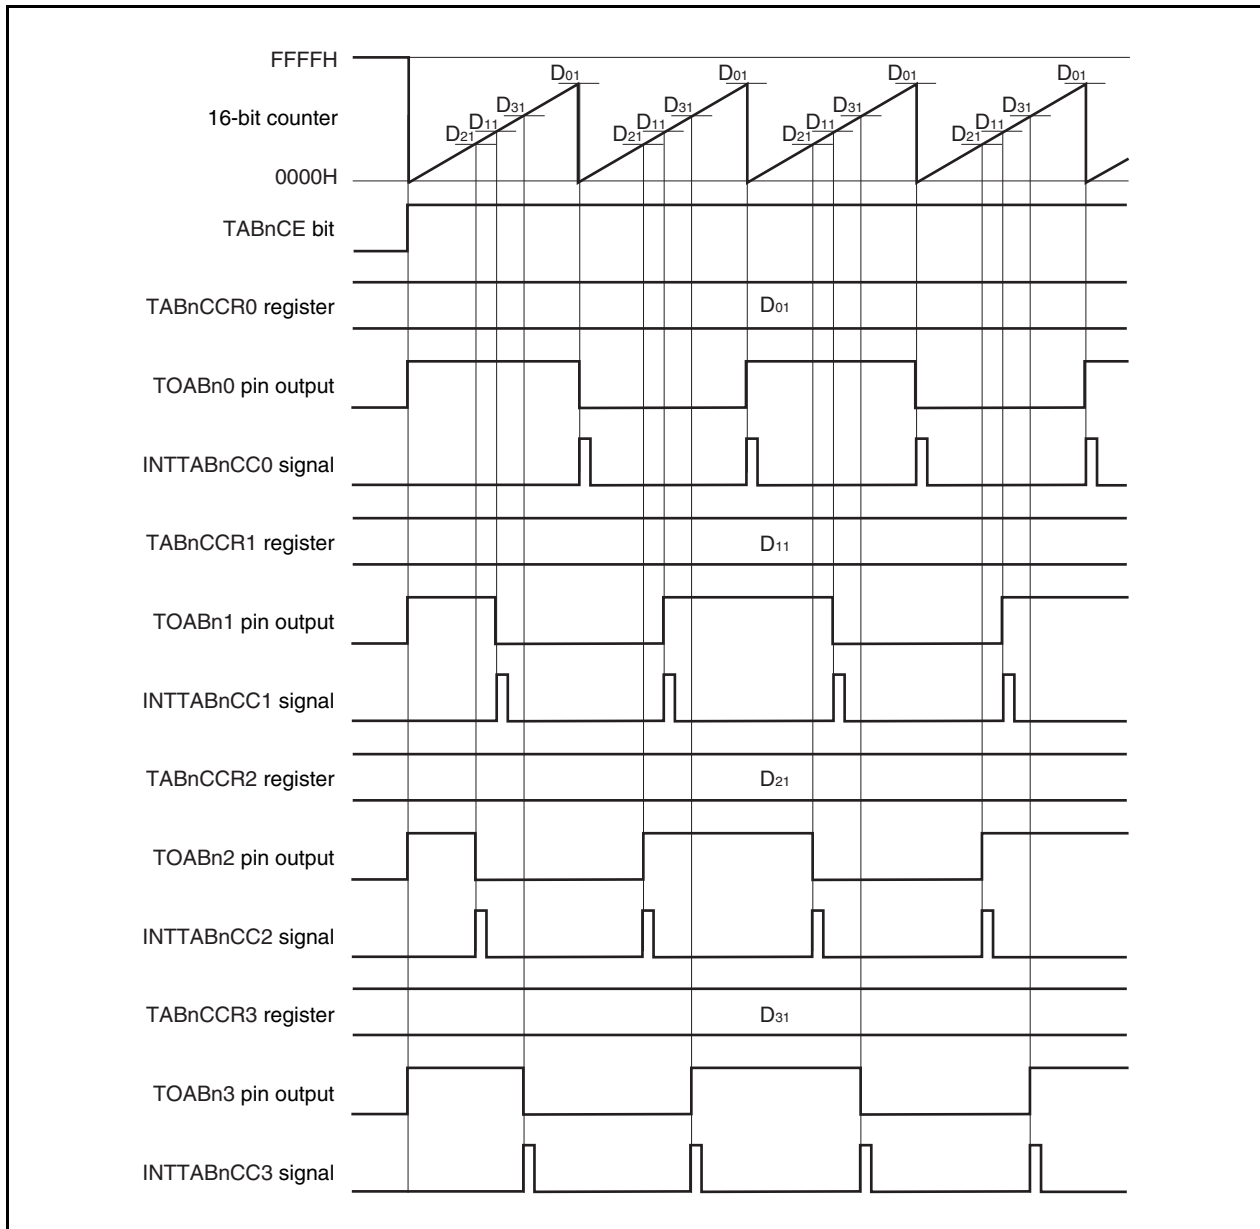 FFFFH
D01 D01 D01 D01
D31 D31 D31 D31
16-bit counter
D11 D11 D11 D11
D21 D21 D21 D21
0000H
TABnCE bit
TABnCCR0 register D01
TOABn0 pin output
INTTABnCC0 signal
TABnCCR1 register D11
TOABn1 pin output
INTTABnCC1 signal
TABnCCR2 register D21
TOABn2 pin output
INTTABnCC2 signal
TABnCCR3 register D31
TOABn3 pin output
INTTABnCC3 signal